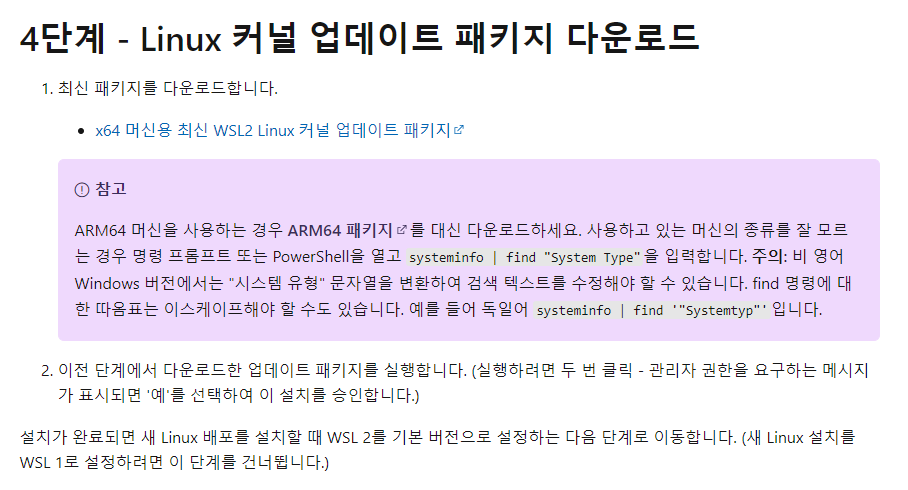 4단계 - Linux 커널 업데이트 패키지 다운로드
1. 최신 패키지를 다운로드합니다.
• x64 머신용 최신 WSL2 Linux 커널 업데이트 패키지
참고
ARM64 머신을 사용하는 경우 ARM64 패키지를 대신 다운로드하세요. 사용하고 있는 머신의 종류를 잘 모르
는 경우 명령 프롬프트 또는 PowerShell을 열고 systeminfo | find "System Type"을 입력합니다. 주의: 비 영어
Windows 버전에서는 "시스템 유형" 문자열을 변환하여 검색 텍스트를 수정해야 할 수 있습니다. find 명령에 대
한 따옴표는 이스케이프해야 할 수도 있습니다. 예를 들어 독일어 systeminfo | find '"Systemtyp"'입니다.
2. 이전 단계에서 다운로드한 업데이트 패키지를 실행합니다. (실행하려면 두 번 클릭 - 관리자 권한을 요구하는 메시지
가 표시되면 '예'를 선택하여 이 설치를 승인합니다.)
설치가 완료되면 새 Linux 배포를 설치할 때 WSL 2를 기본 버전으로 설정하는 다음 단계로 이동합니다. (새 Linux 설치를
WSL 1로 설정하려면 이 단계를 건너뜁니다.)